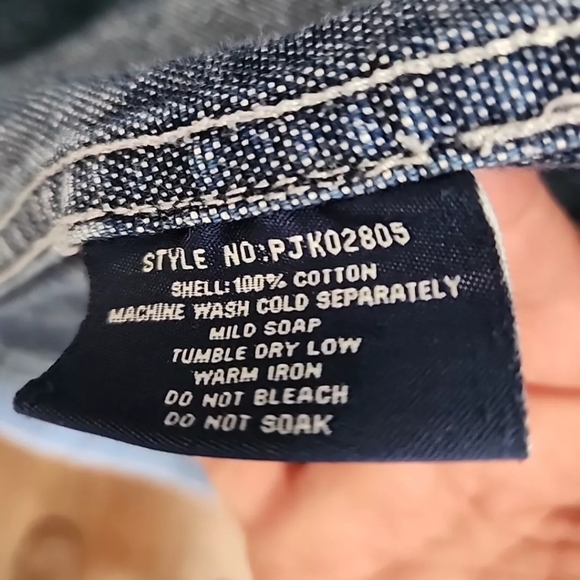 STYLE NO:PJK02805
SHELL:100% COTTON
MACHINE WASH COLD SEPARATELY
MILD SOAP
TUMBLE DRY LOW
WARM IRON
DO NOT BLEACH
DO NOT SOAK